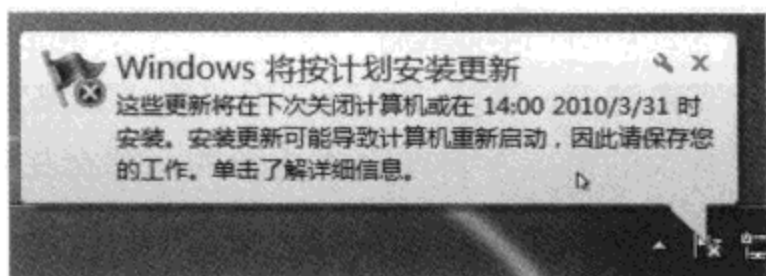 Windows 将按计划安装更新
这些更新将在下次关闭计算机或在 14:00 2010/3/31 时
安装。安装更新可能导致计算机重新启动，因此请保存您
的工作。单击了解详细信息。